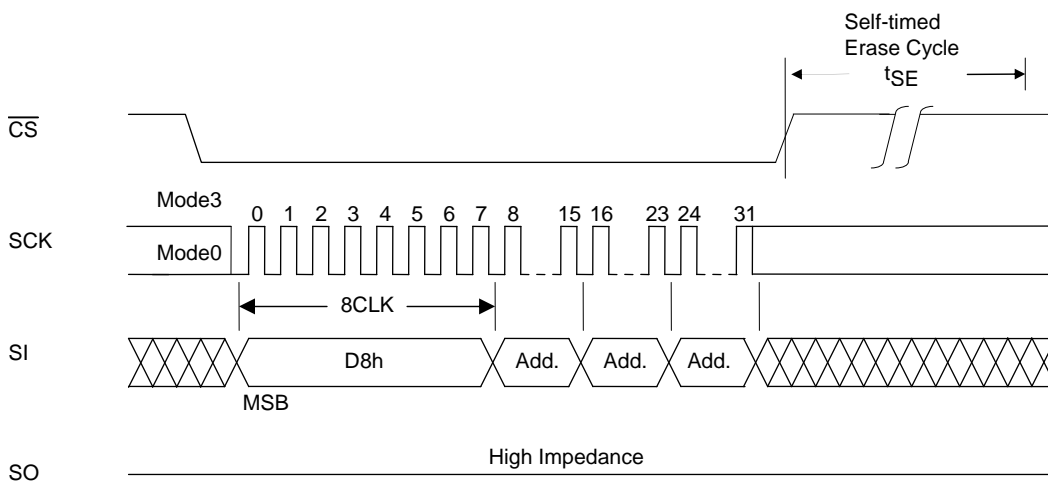 Self-timed
Erase Cycle
tSE
CS
Mode3
0 1 2 3 4 5 6 7 8 15 16 23 24 31
SCK
Mode0
8CLK
SI
D8h Add. Add. Add.
MSB
High Impedance
SO